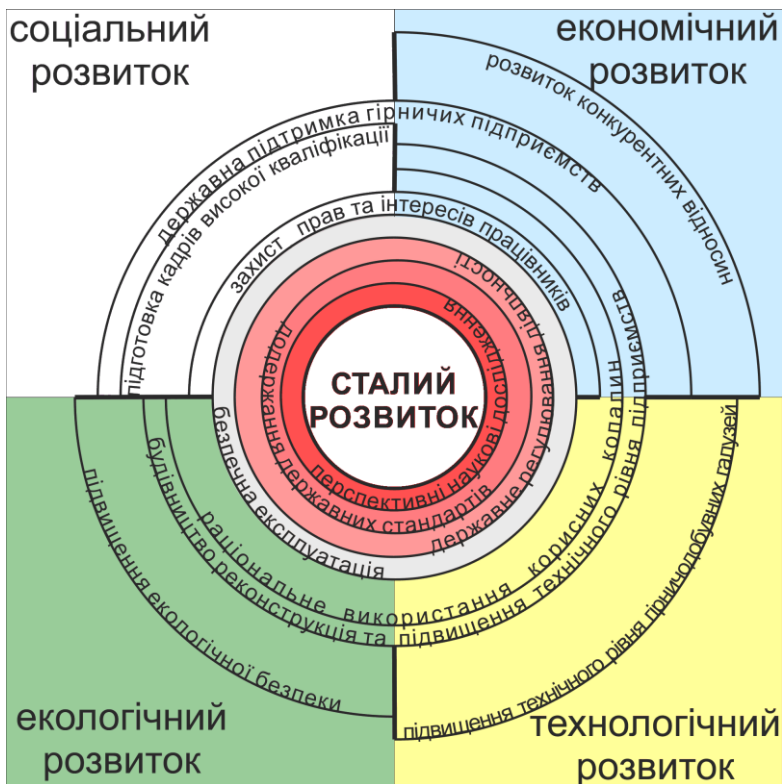 соціальний
розвиток
економічний
розвиток
розвиток конкурентних відносин
державна підтримка гірничих підприємств
підготовка кадрів високої кваліфікації
захист прав та інтересів працівників
державне регулювання діяльності
додержання державних стандартів
перспективні наукові дослідження
СТАЛИЙ
РОЗВИТОК
безпечна експлуатація
раціональне використання корисних копалин
будівництво реконструкція та підвищення технічного рівня підприємств
підвищення екологічної безпеки
підвищення технічного рівня гірничодобувних галузей
екологічний
розвиток
технологічний
розвиток